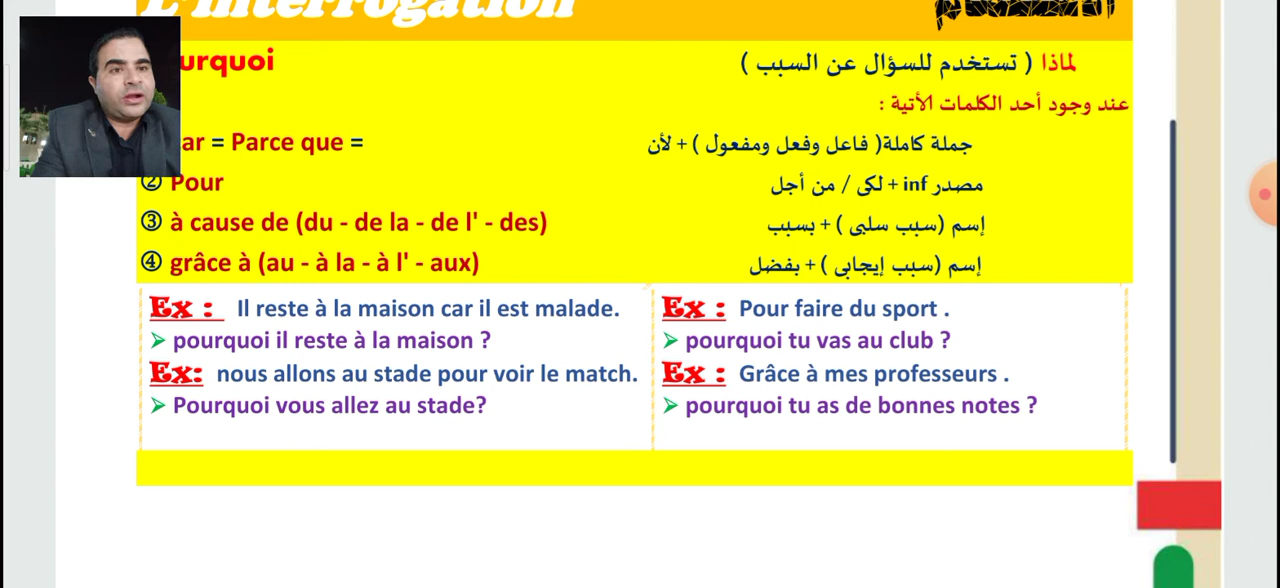 L'interrogation
urquoi
لماذا ( تستخدم للسؤال عن السبب )
عند وجود أحد الكلمات الأتية :
ar = Parce que =
جملة كاملة( فاعل وفعل ومفعول ) + لأن
② Pour
مصدر inf + لكى / من أجل
③ à cause de (du - de la - de l' - des)
إسم (سبب سلبى ) + بسبب
④ grâce à (au - à la - à l' - aux)
إسم (سبب إيجابى ) + بفضل
Ex : Il reste à la maison car il est malade.
➢ pourquoi il reste à la maison ?
Ex: nous allons au stade pour voir le match.
➢ Pourquoi vous allez au stade?
Ex : Pour faire du sport .
➢ pourquoi tu vas au club ?
Ex : Grâce à mes professeurs .
➢ pourquoi tu as de bonnes notes ?